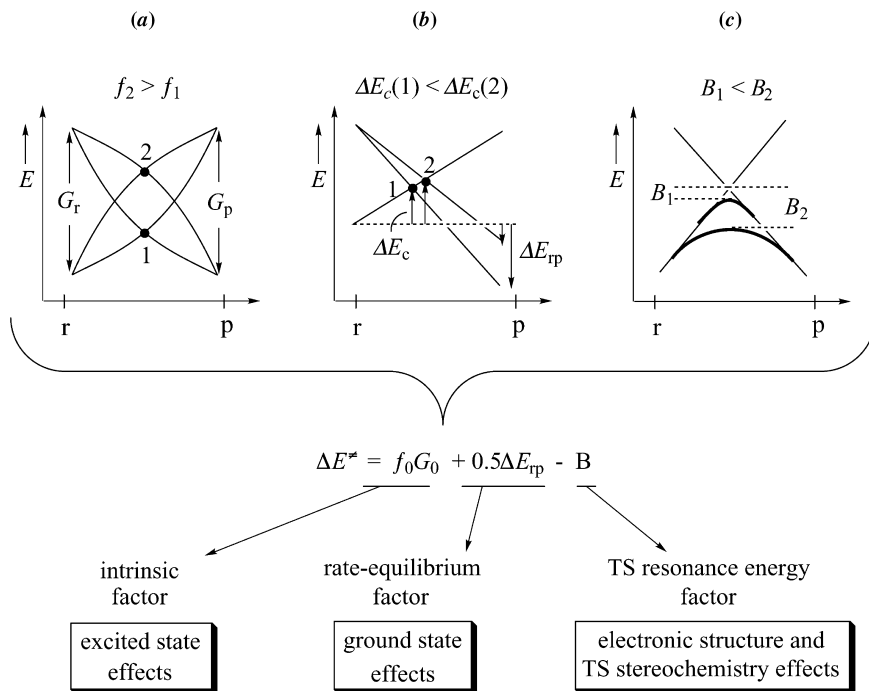 (a)
f2 > f1
E
2
Gr
Gp
1
r
p
(b)
ΔEc(1) < ΔEc(2)
E
1
2
ΔEc
ΔErp
r
p
(c)
B1 < B2
E
B1
B2
r
p
ΔE≠ = f0G0 + 0.5ΔErp - B
intrinsic
factor
excited state
effects
rate-equilibrium
factor
ground state
effects
TS resonance energy
factor
electronic structure and
TS stereochemistry effects